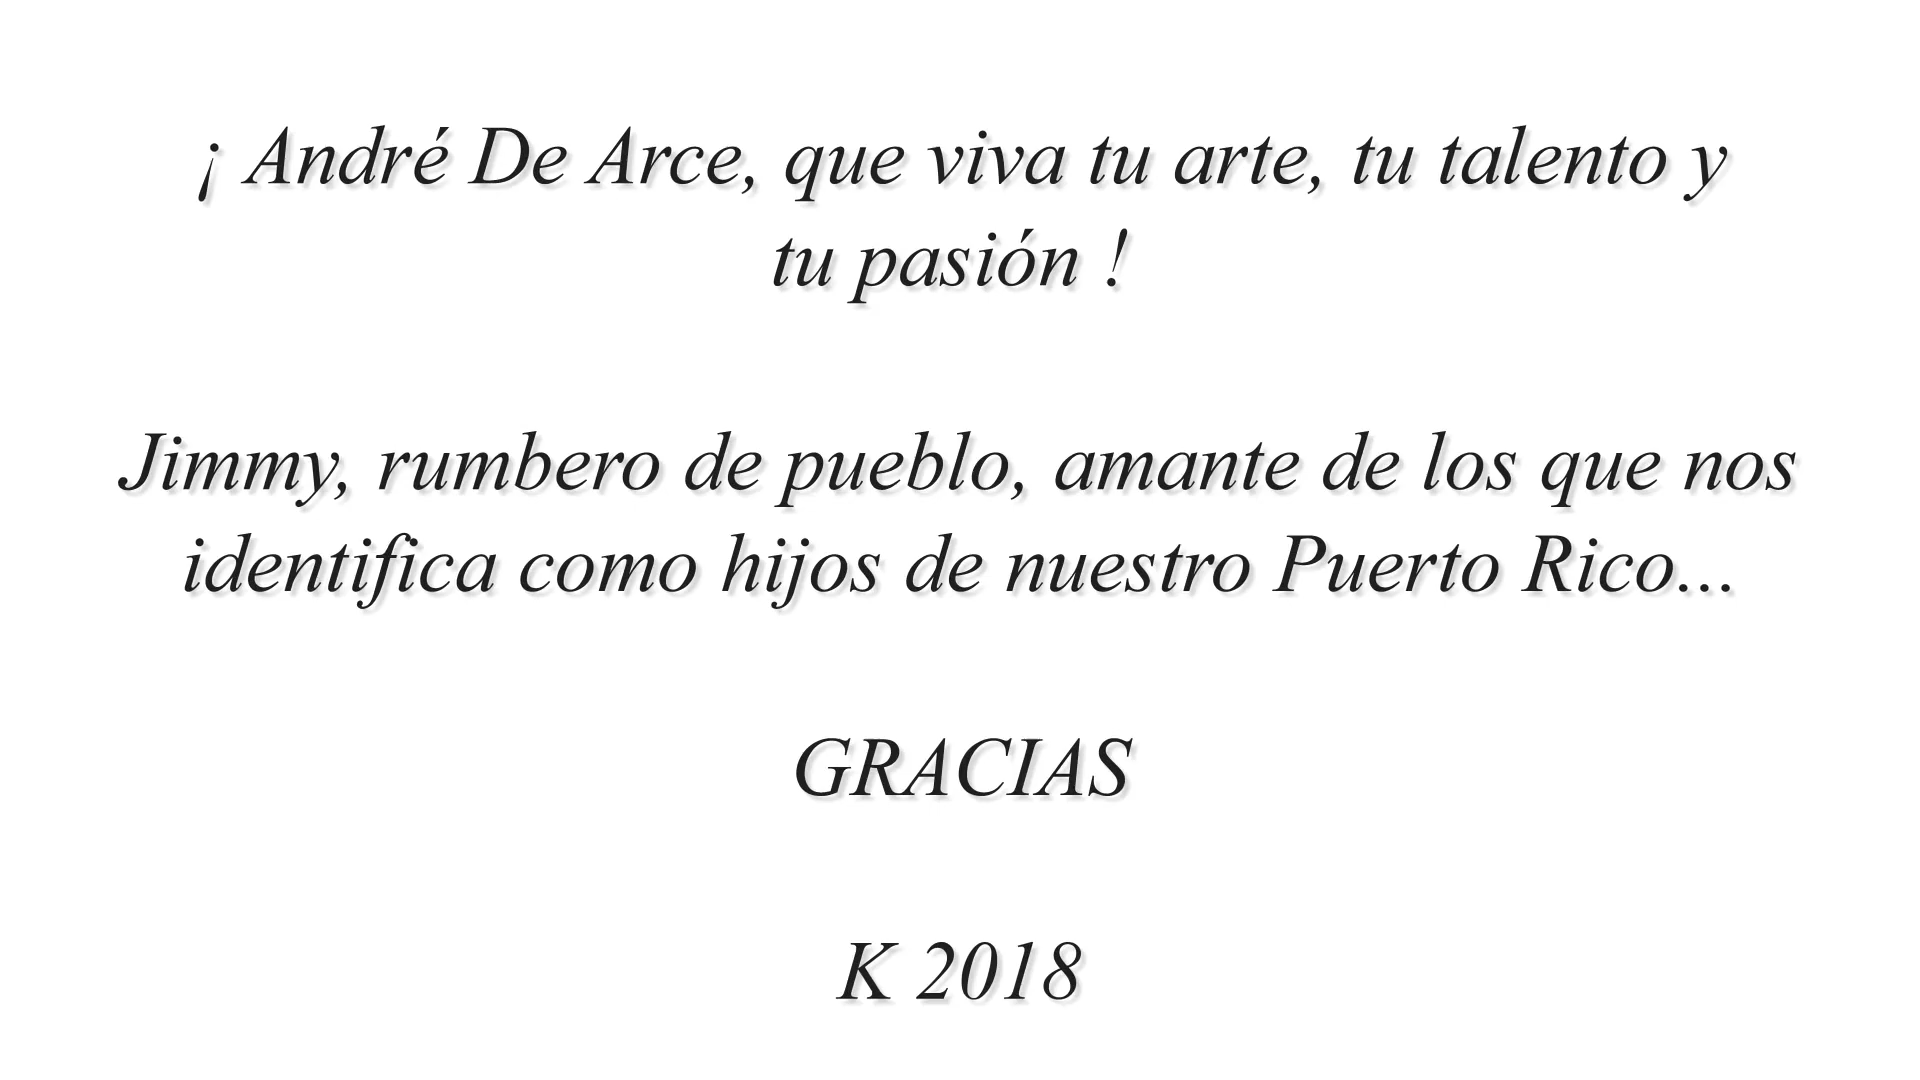 ¡ André De Arce, que viva tu arte, tu talento y
tu pasión !
Jimmy, rumbero de pueblo, amante de los que nos
identifica como hijos de nuestro Puerto Rico...
GRACIAS
K 2018